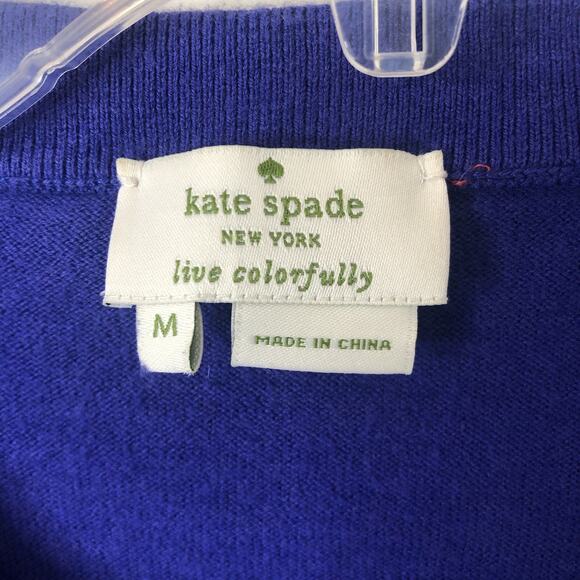 kate spade
NEW YORK
live colorfully
M
MADE IN CHINA